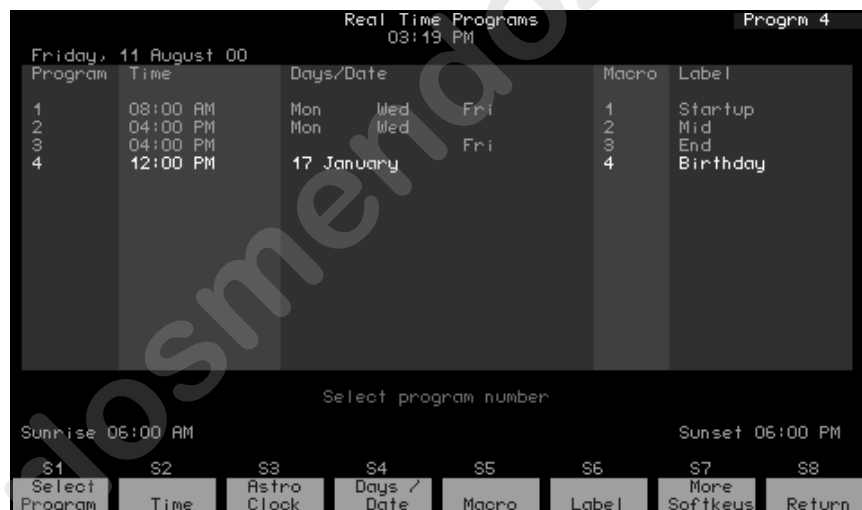 Real Time Programs
Progrm 4
03:19 PM
Friday, 11 August 00
Program Time Days/Date Macro Label
1 08:00 AM Mon Wed Fri 1 Startup
2 04:00 PM Mon Wed 2 Mid
3 04:00 PM Fri 3 End
4 12:00 PM 17 January 4 Birthday
Select program number
Sunrise 06:00 AM Sunset 06:00 PM
S1 S2 S3 S4 S5 S6 S7 S8
Select Astro Days / More
Program Time Clock Date Macro Label Softkeys Return
losmendoz